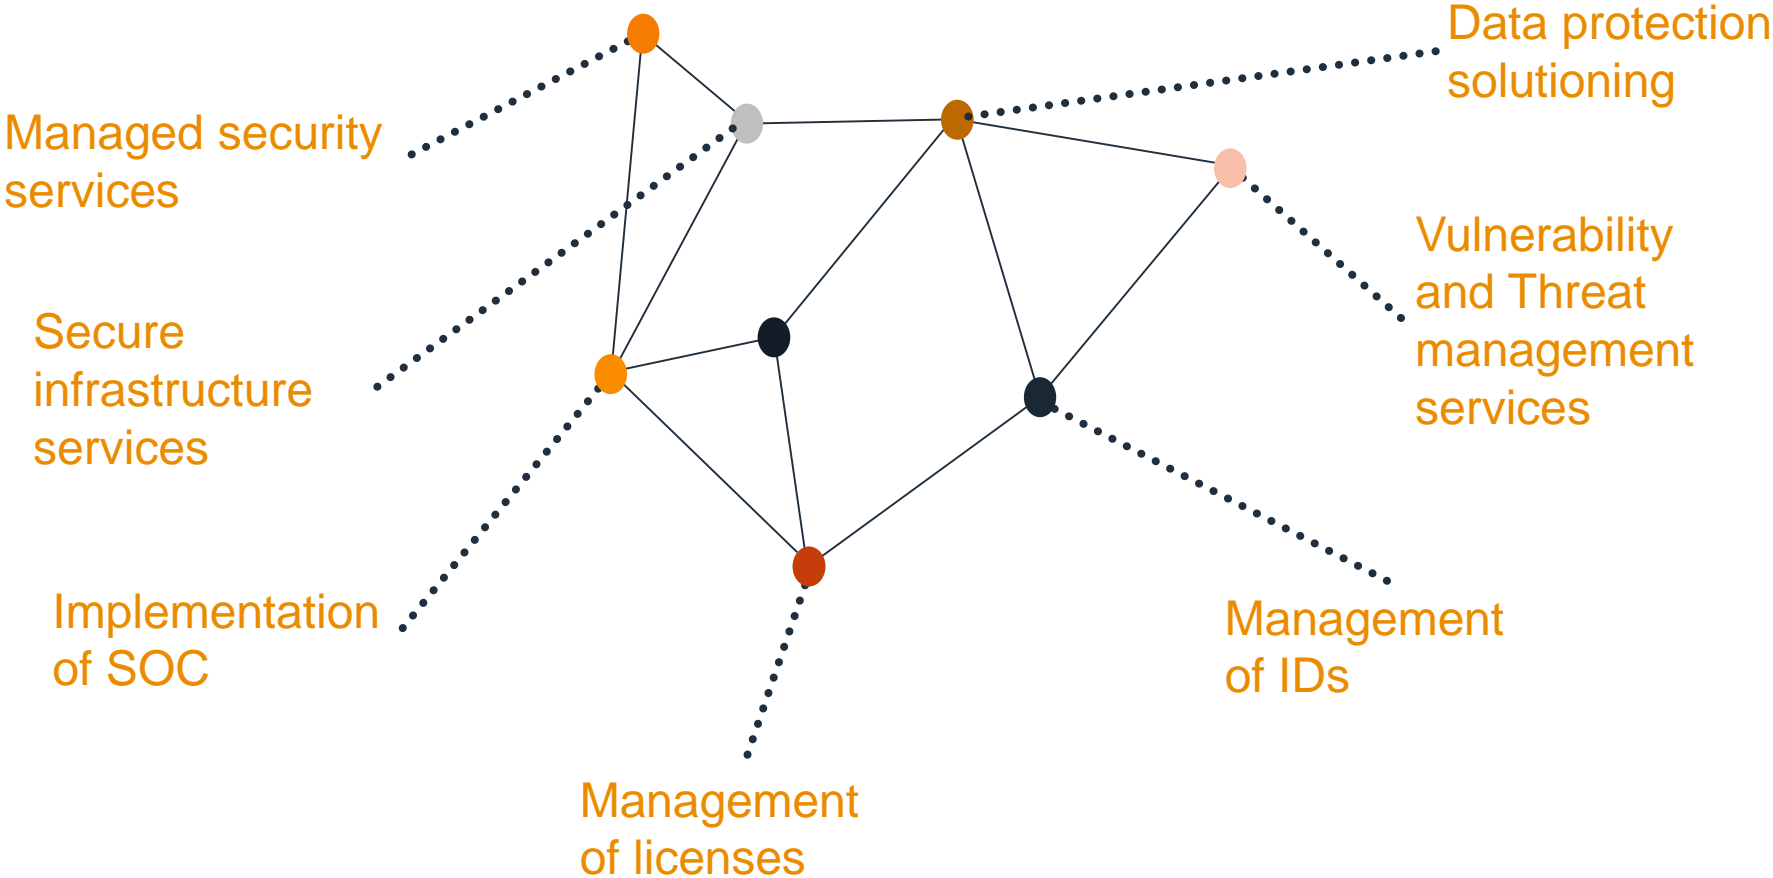 Data protection
solutioning
Managed security
services
Vulnerability
and Threat
management
services
Secure
infrastructure
services
Implementation
of SOC
Management
of IDs
Management
of licenses